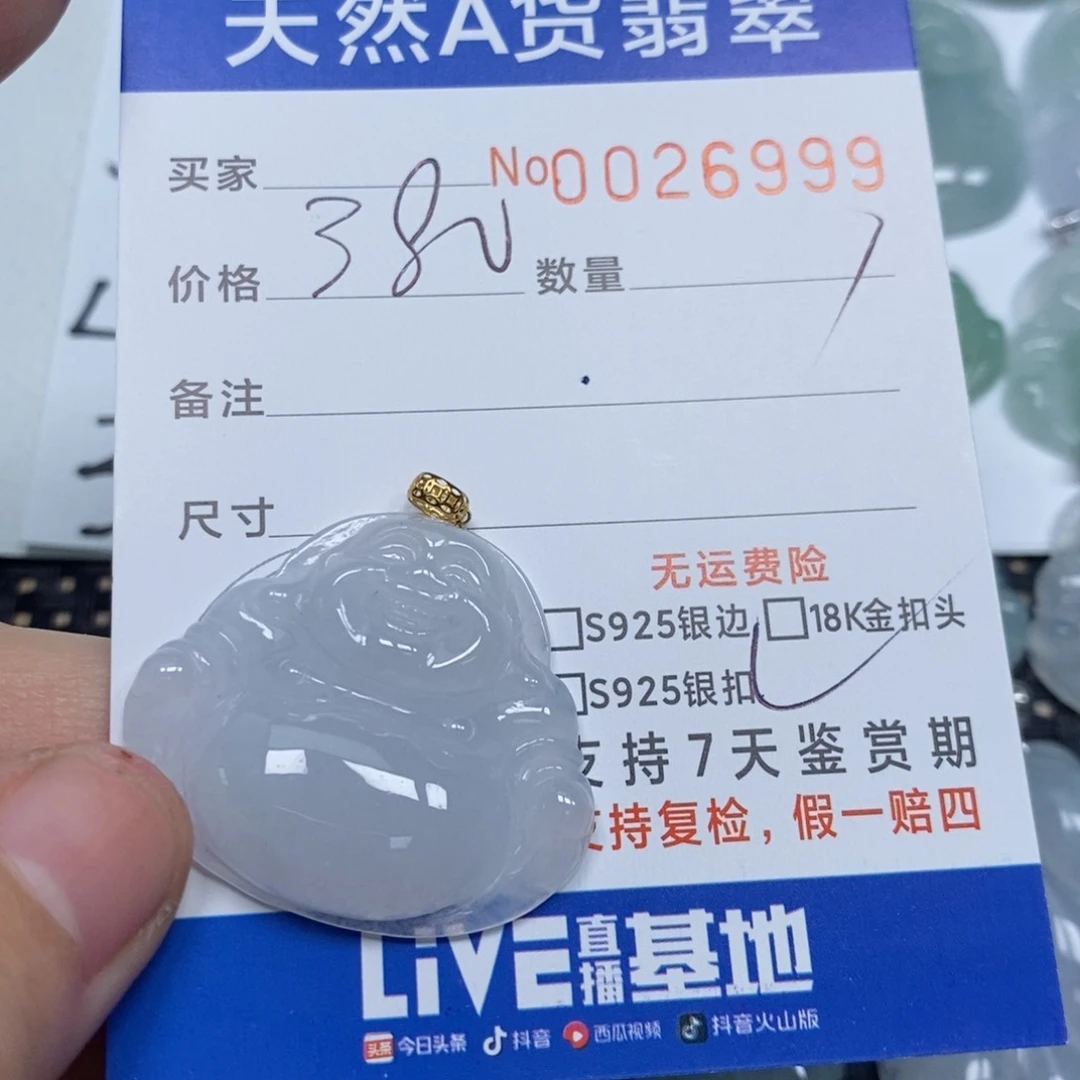 天然A货翡翠
买家 No0026999
价格 380 数量 1
备注
尺寸
无运费险
□S925银边 □18K金扣头
□S925银扣
支持7天鉴赏期
支持复检，假一赔四
LIVE直播基地
头条 今日头条 抖音 西瓜视频 抖音火山版